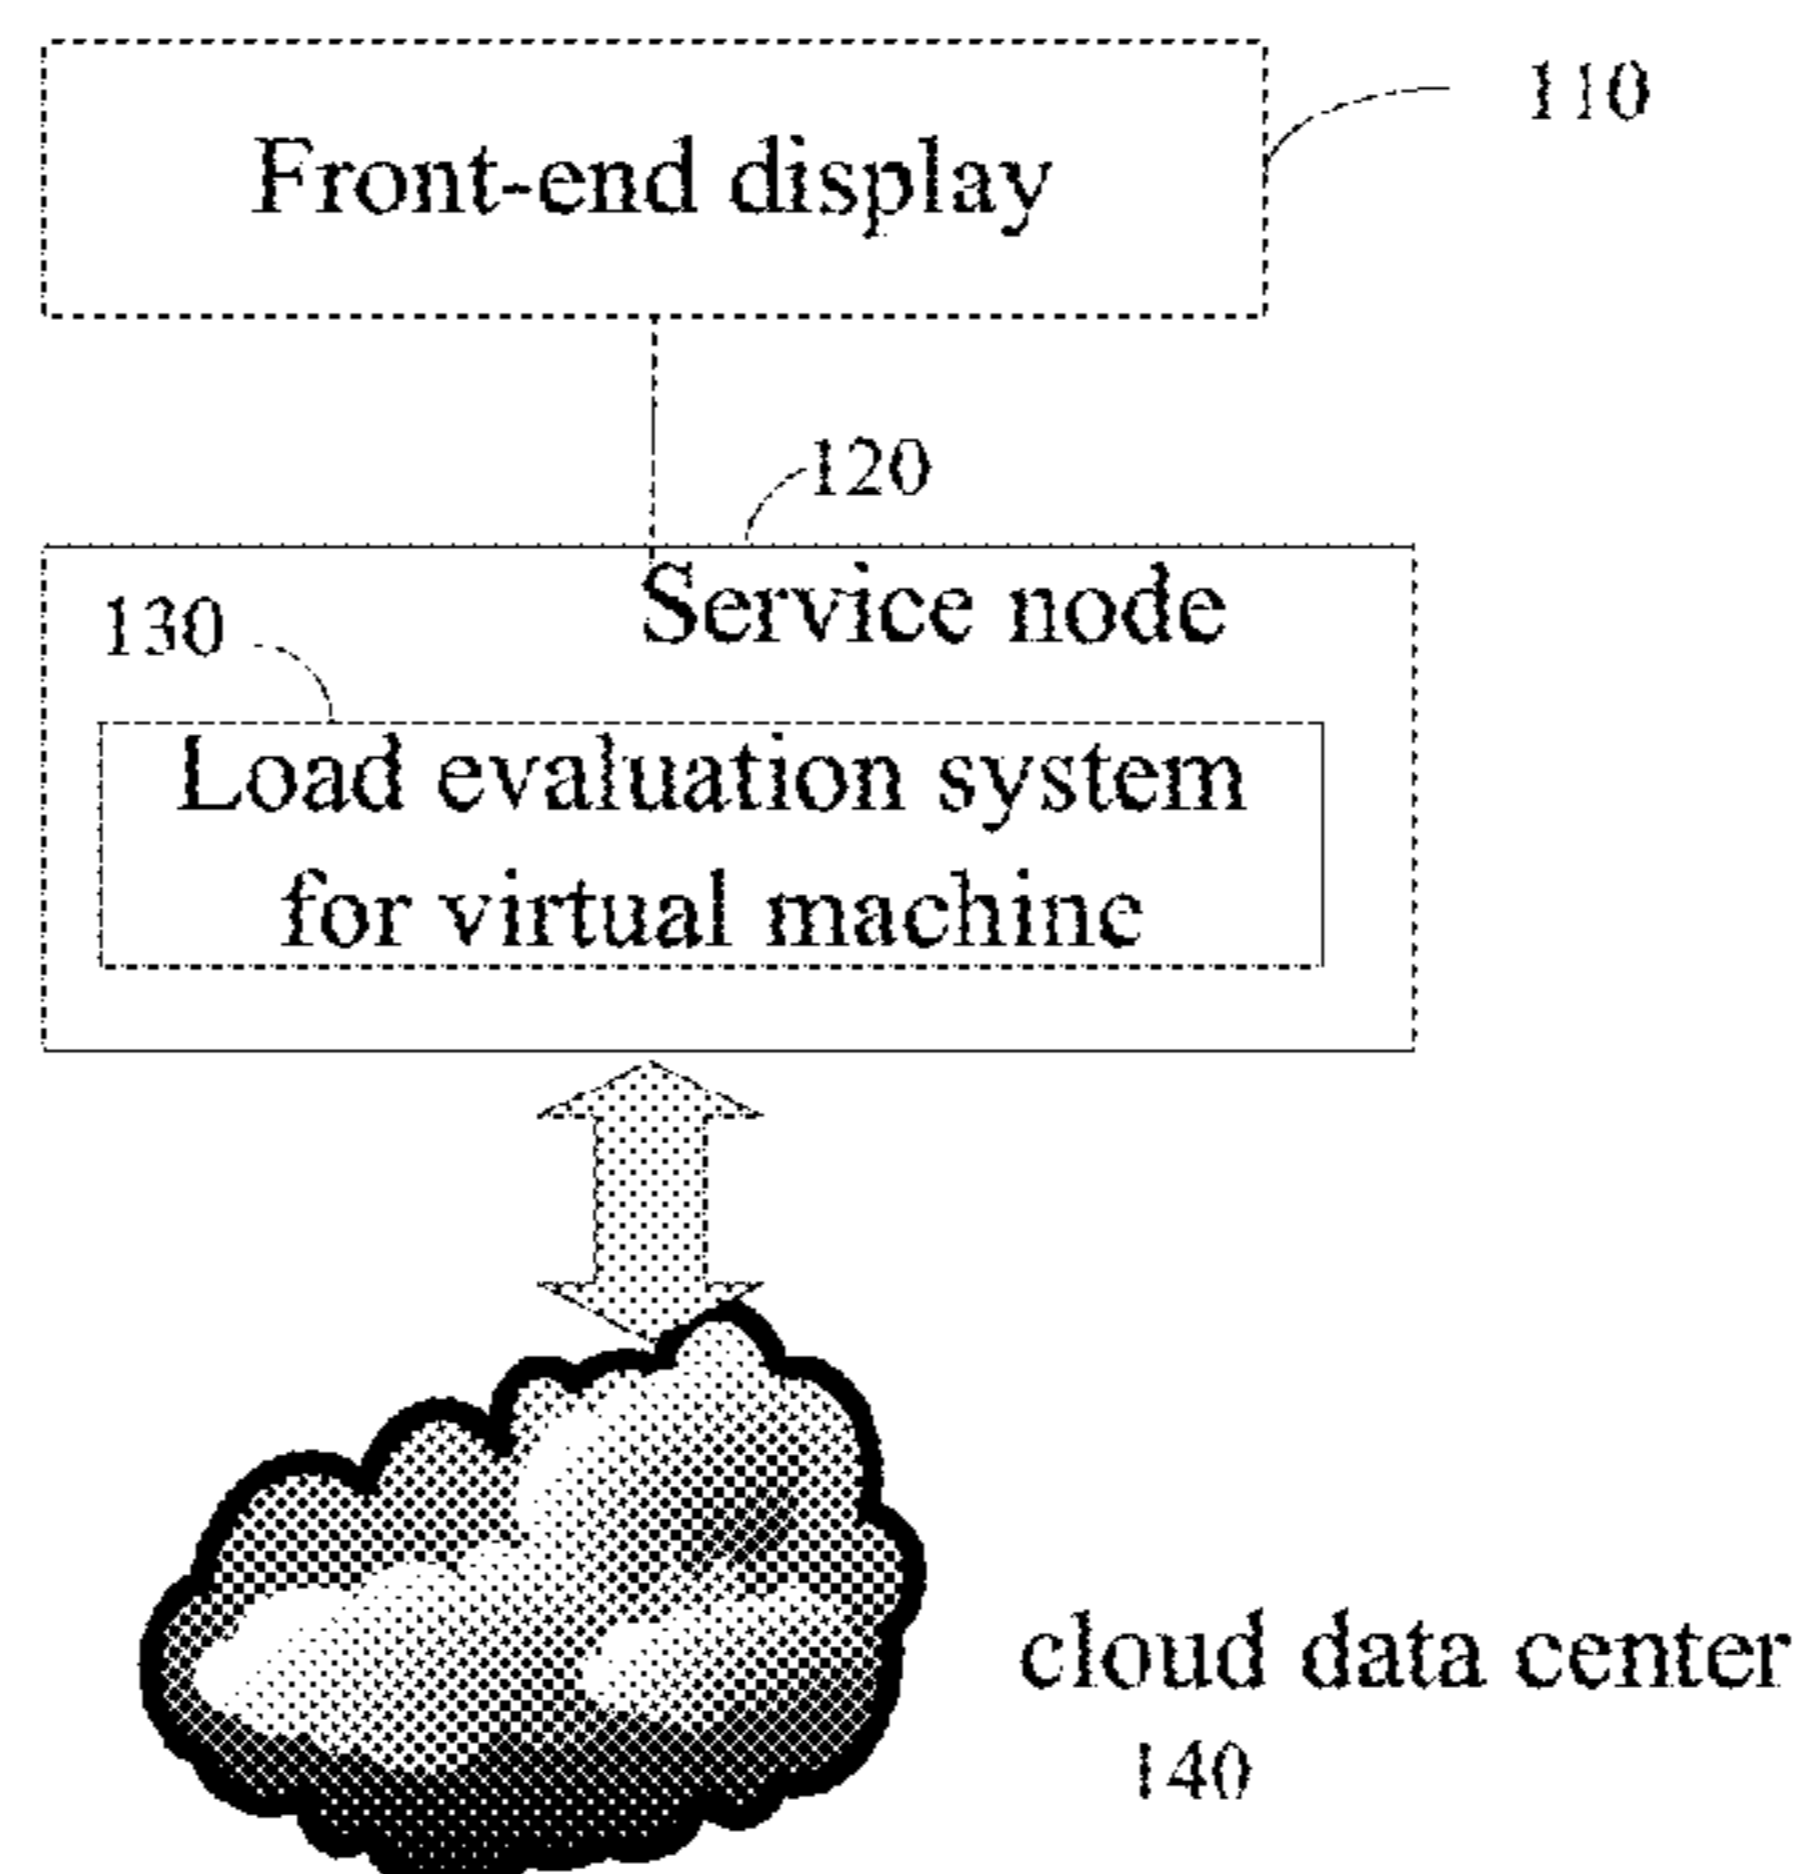 110
Front-end display
120
Service node
130
Load evaluation system
for virtual machine
cloud data center
140